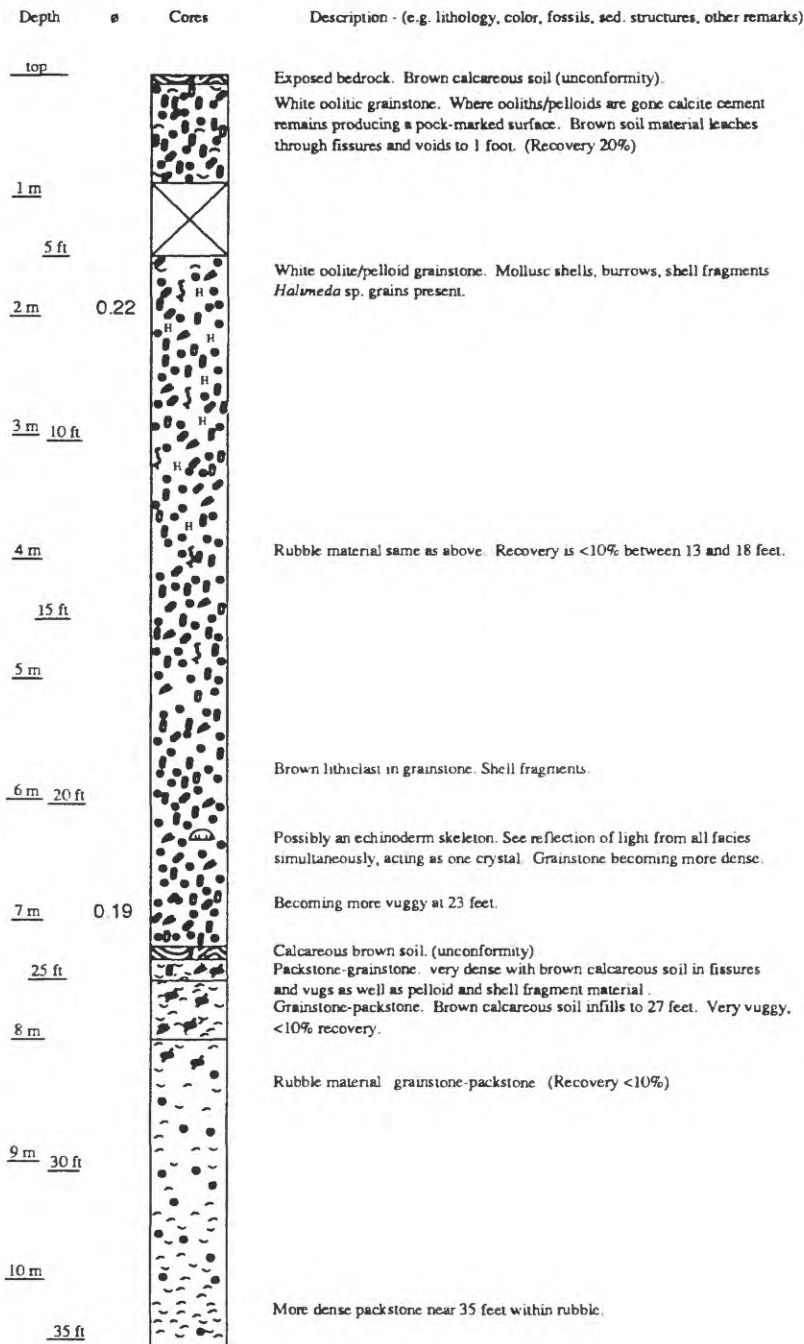 Depth ø Cores Description - (e.g. lithology, color, fossils, sed. structures, other remarks)
top
Exposed bedrock. Brown calcareous soil (unconformity).
White oolitic grainstone. Where ooliths/pelloids are gone calcite cement
remains producing a pock-marked surface. Brown soil material leaches
through fissures and voids to 1 foot. (Recovery 20%)
1 m
5 ft
White oolite/pelloid grainstone. Mollusc shells, burrows, shell fragments
Halimeda sp. grains present.
2 m 0.22
H
H
H
H
3 m 10 ft
H
H
H
4 m
Rubble material same as above. Recovery is <10% between 13 and 18 feet.
15 ft
5 m
Brown lithiclast in grainstone. Shell fragments.
6 m 20 ft
Possibly an echinoderm skeleton. See reflection of light from all facies
simultaneously, acting as one crystal. Grainstone becoming more dense.
7 m 0.19
Becoming more vuggy at 23 feet.
Calcareous brown soil. (unconformity)
25 ft
Packstone-grainstone. very dense with brown calcareous soil in fissures
and vugs as well as pelloid and shell fragment material.
Grainstone-packstone. Brown calcareous soil infills to 27 feet. Very vuggy,
<10% recovery.
8 m
Rubble material grainstone-packstone (Recovery <10%)
9 m 30 ft
10 m
More dense packstone near 35 feet within rubble.
35 ft